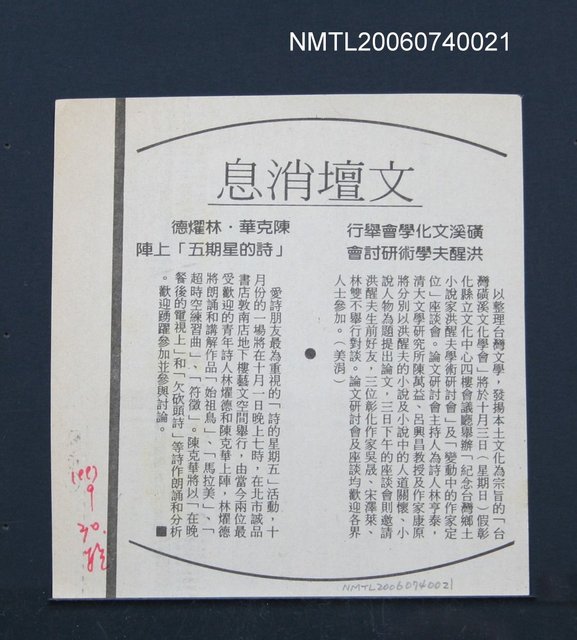 NMTL20060740021
文壇消息
磺溪文化學會舉行
洪醒夫學術研討會
以整理台灣文學，發揚本土文化為宗旨的「台
灣磺溪文化學會」將於十月三日（星期日）假彰
化縣立文化中心四樓會議廳舉辦「紀念台灣鄉土
小說家洪醒夫學術研討會」及「變動中的作家定
位」座談會。論文研討會主持人為詩人林亨泰，
清大文學研究所陳萬益、呂興昌教授及作家康原
將分別以洪醒夫的小說及小說中的人道關懷、小
說人物為題提出論文，三日下午的座談會則邀請
洪醒夫生前好友，三位彰化作家吳晟、宋澤萊、
林雙不舉行對談。論文研討會及座談均歡迎各界
人士參加。（美涓）
●
陳克華・林燿德
「詩的星期五」上陣
愛詩朋友最為重視的「詩的星期五」活動，十
月份的一場將在十月一日晚上七時，在北市誠品
書店敦南店地下樓藝文空間舉行，由當今兩位最
受歡迎的青年詩人林燿德和陳克華上陣，林燿德
將朗誦和講解作品「始祖鳥」、「馬拉美」、「
超時空練習曲」、「符徵」。陳克華將以「在晚
餐後的電視上」和「欠砍頭詩」等詩作朗誦和分析
。歡迎踴躍參加並參與討論。■
9
30.
NMTL20060740021